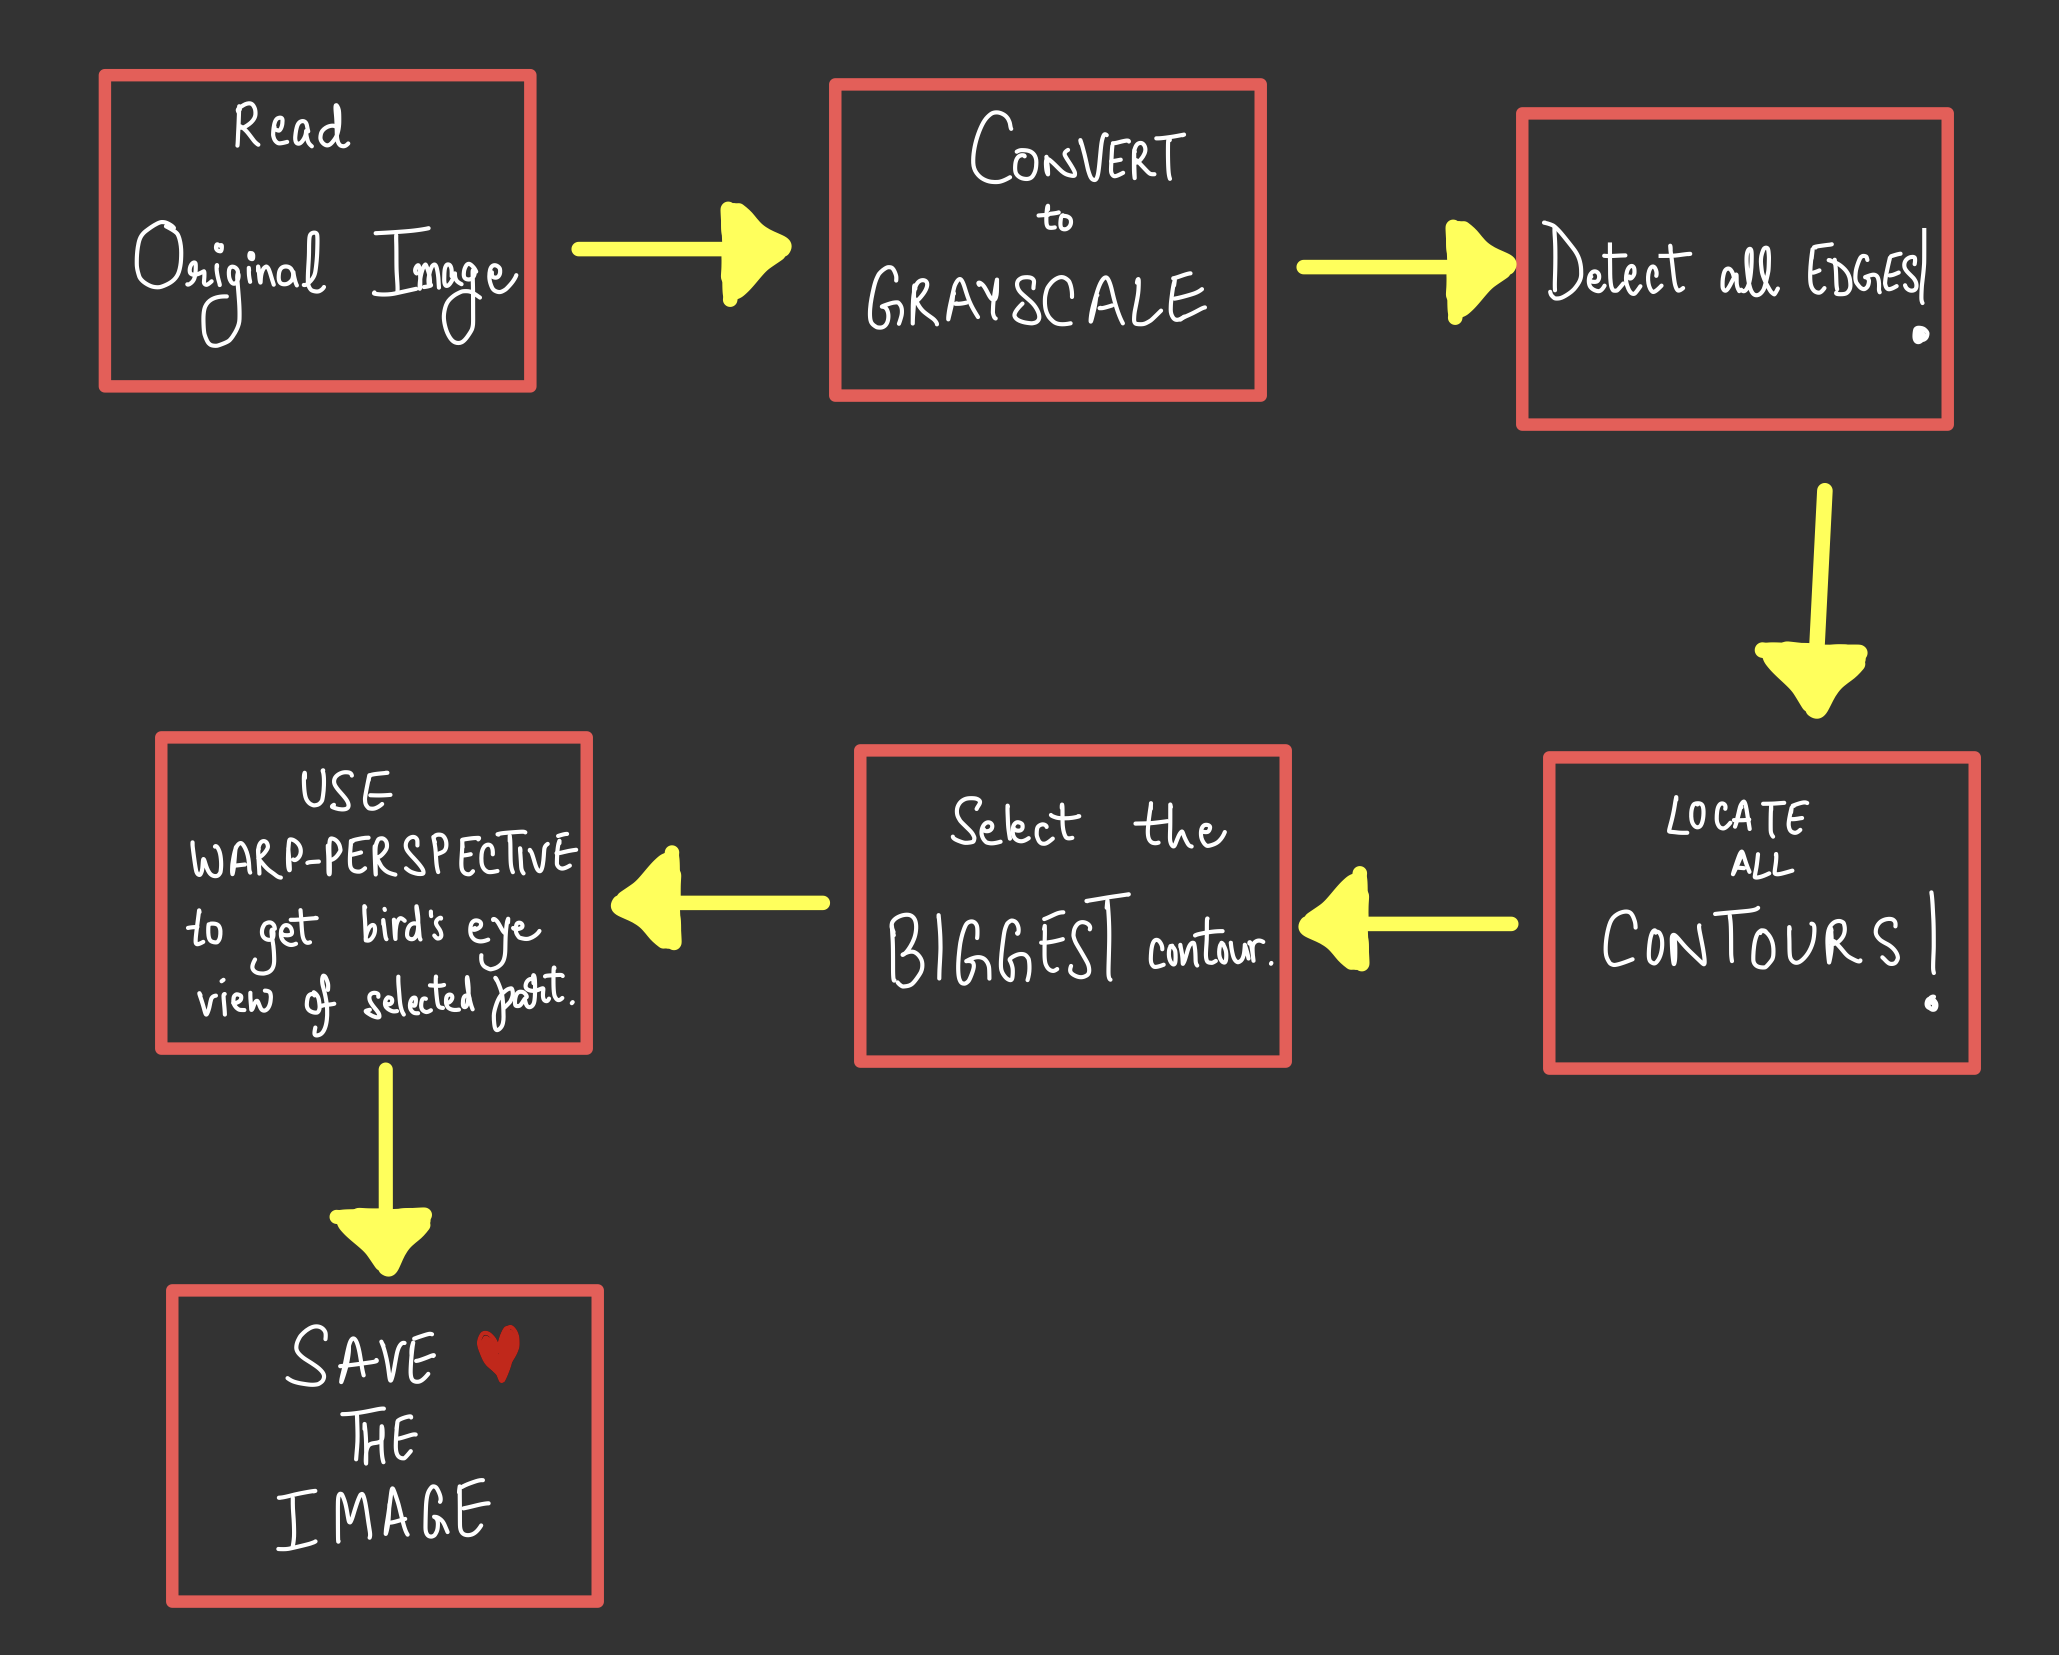 Read
Original Image
CONVERT
to
GRAYSCALE
Detect all EDGES!
LOCATE
ALL
CONTOURS!
Select the
BIGGEST contour.
USE
WARP-PERSPECTIVE
to get bird's eye
view of selected part.
SAVE
THE
IMAGE